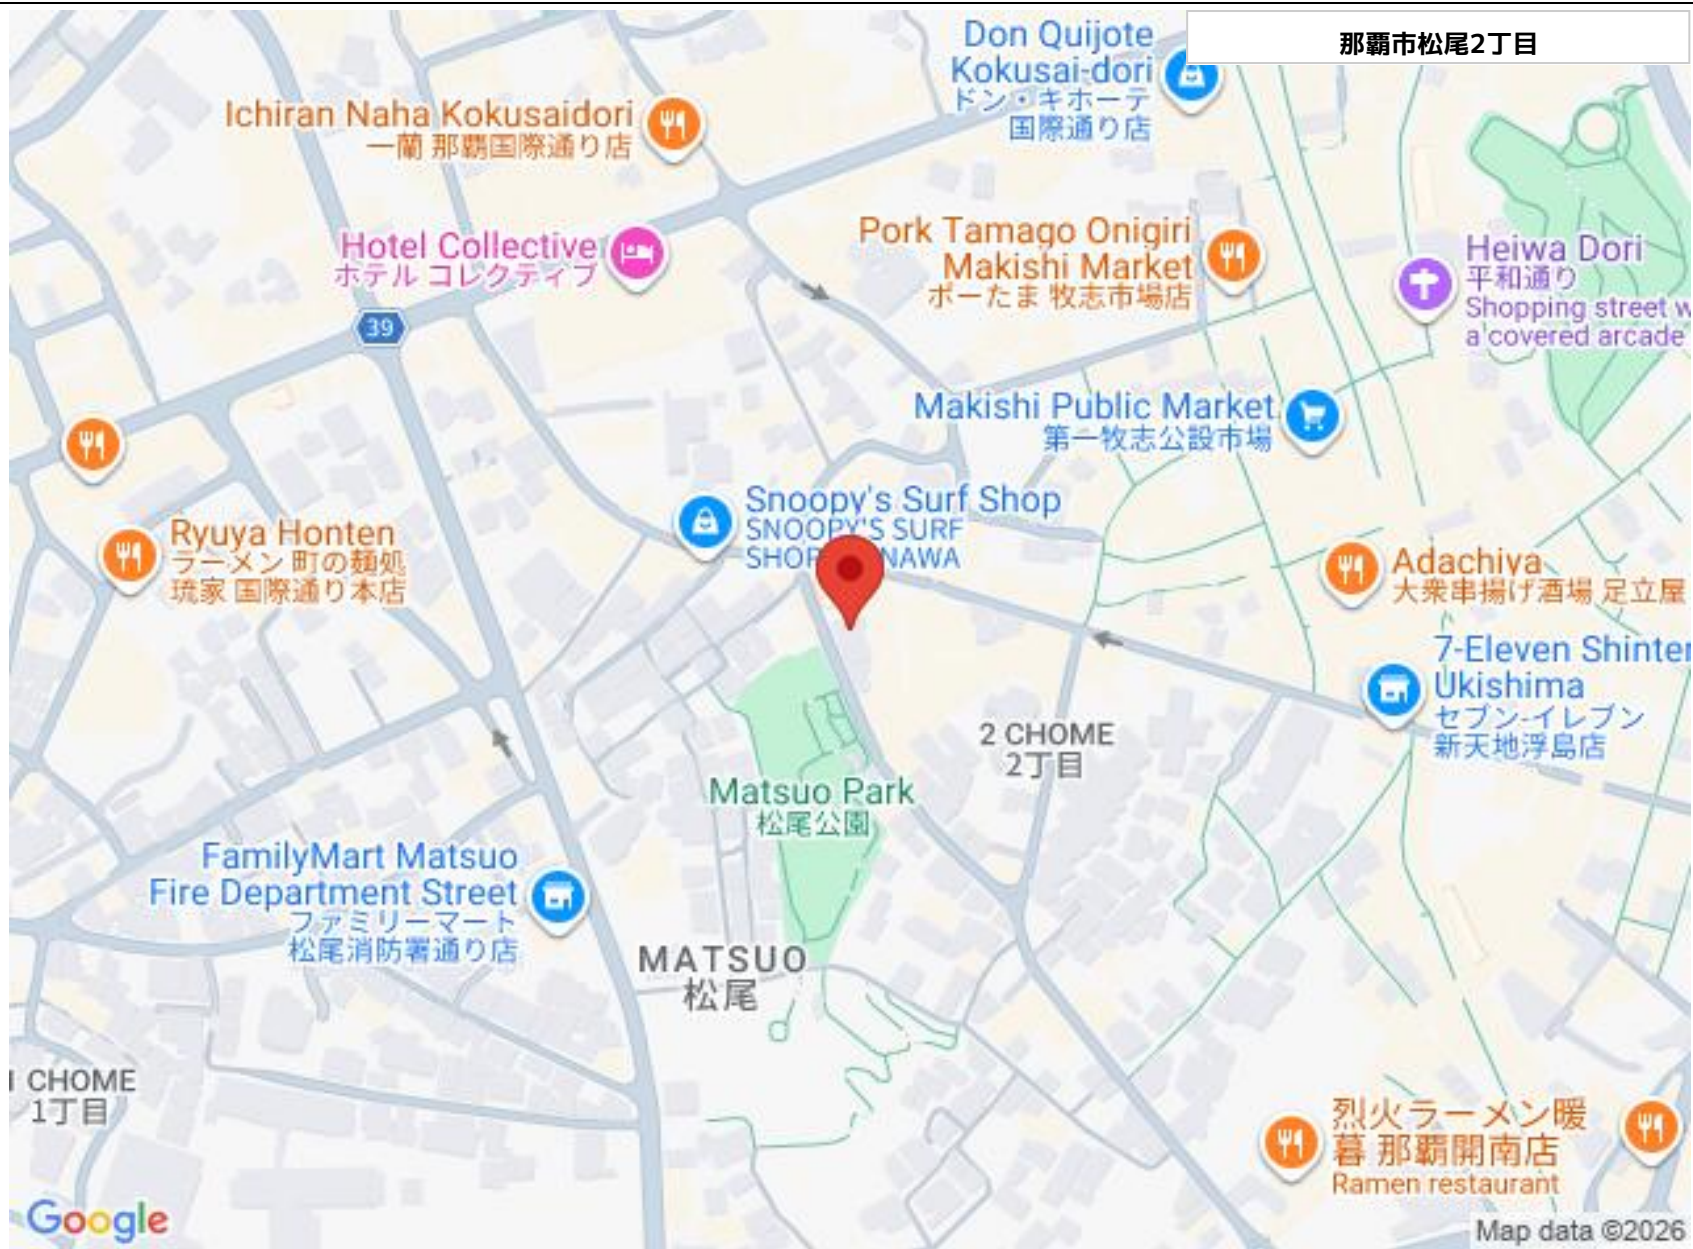 那覇市松尾2丁目
Don Quijote
Kokusai-dori
ドン・キホーテ
国際通り店
Ichiran Naha Kokusaidori
一蘭 那覇国際通り店
Hotel Collective
ホテル コレクティブ
Pork Tamago Onigiri
Makishi Market
ポーたま 牧志市場店
Heiwa Dori
平和通り
Shopping street w
a covered arcade
39
Makishi Public Market
第一牧志公設市場
Snoopy's Surf Shop
SNOOPY'S SURF
SHOP NAWA
Ryuya Honten
ラーメン 町の麺処
琉家 国際通り本店
Adachiya
大衆串揚げ酒場 足立屋
7-Eleven Shinten
Ukishima
セブン-イレブン
新天地浮島店
2 CHOME
2丁目
Matsuo Park
松尾公園
FamilyMart Matsuo
Fire Department Street
ファミリーマート
松尾消防署通り店
MATSUO
松尾
1 CHOME
1丁目
烈火ラーメン暖
暮 那覇開南店
Ramen restaurant
Google
Map data ©2026